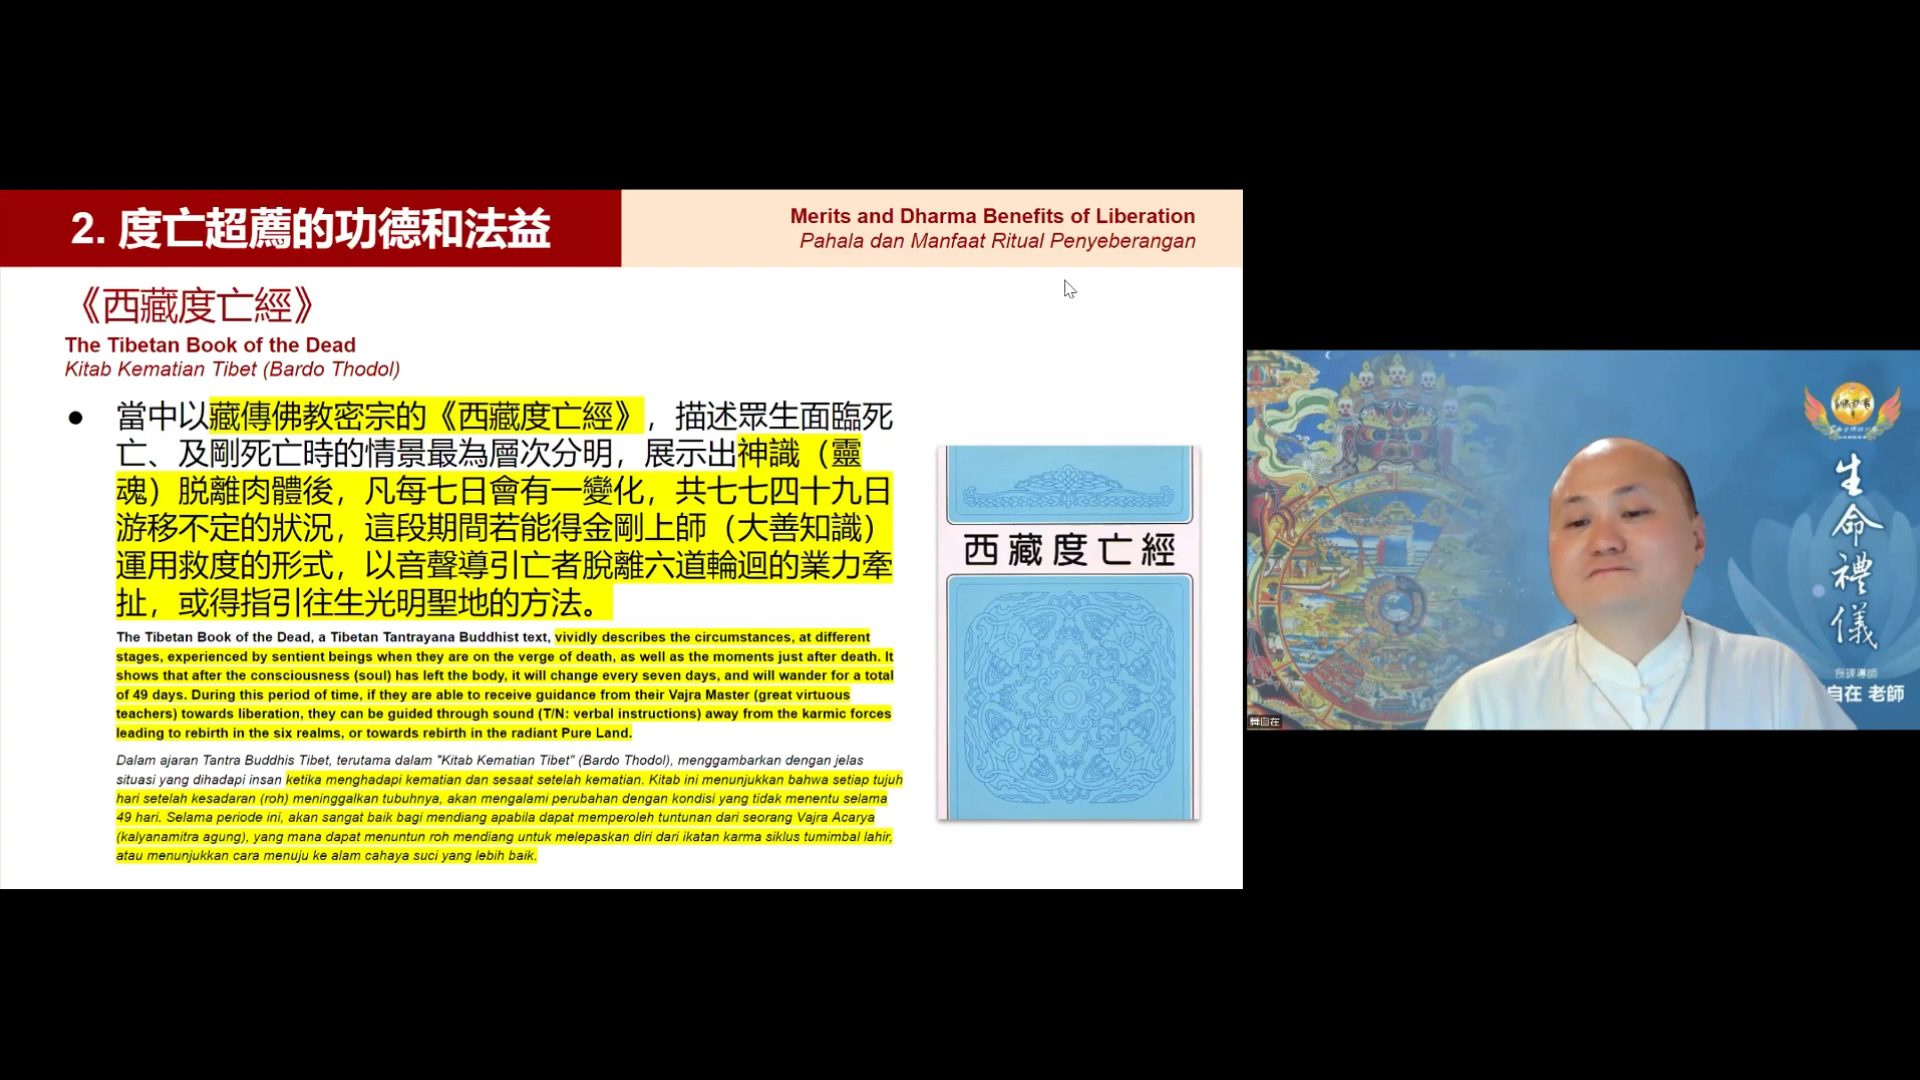 2. 度亡超薦的功德和法益
Merits and Dharma Benefits of Liberation
Pahala dan Manfaat Ritual Penyeberangan
《西藏度亡經》
The Tibetan Book of the Dead
Kitab Kematian Tibet (Bardo Thodol)
● 當中以藏傳佛教密宗的《西藏度亡經》，描述眾生面臨死
亡、及剛死亡時的情景最為層次分明，展示出神識（靈
魂）脱離肉體後，凡每七日會有一變化，共七七四十九日
游移不定的狀況，這段期間若能得金剛上師（大善知識）
運用救度的形式，以音聲導引亡者脫離六道輪迴的業力牽
扯，或得指引往生光明聖地的方法。
The Tibetan Book of the Dead, a Tibetan Tantrayana Buddhist text, vividly describes the circumstances, at different
stages, experienced by sentient beings when they are on the verge of death, as well as the moments just after death. It
shows that after the consciousness (soul) has left the body, it will change every seven days, and will wander for a total
of 49 days. During this period of time, if they are able to receive guidance from their Vajra Master (great virtuous
teachers) towards liberation, they can be guided through sound (T/N: verbal instructions) away from the karmic forces
leading to rebirth in the six realms, or towards rebirth in the radiant Pure Land.
Dalam ajaran Tantra Buddhis Tibet, terutama dalam "Kitab Kematian Tibet" (Bardo Thodol), menggambarkan dengan jelas
situasi yang dihadapi insan ketika menghadapi kematian dan sesaat setelah kematian. Kitab ini menunjukkan bahwa setiap tujuh
hari setelah kesadaran (roh) meninggalkan tubuhnya, akan mengalami perubahan dengan kondisi yang tidak menentu selama
49 hari. Selama periode ini, akan sangat baik bagi mendiang apabila dapat memperoleh tuntunan dari seorang Vajra Acarya
(kalyanamitra agung), yang mana dapat menuntun roh mendiang untuk melepaskan diri dari ikatan karma siklus tumimbal lahir,
atau menunjukkan cara menuju ke alam cahaya suci yang lebih baik.
西藏度亡經
生命禮儀
授課導師
自在 老師
舞自在